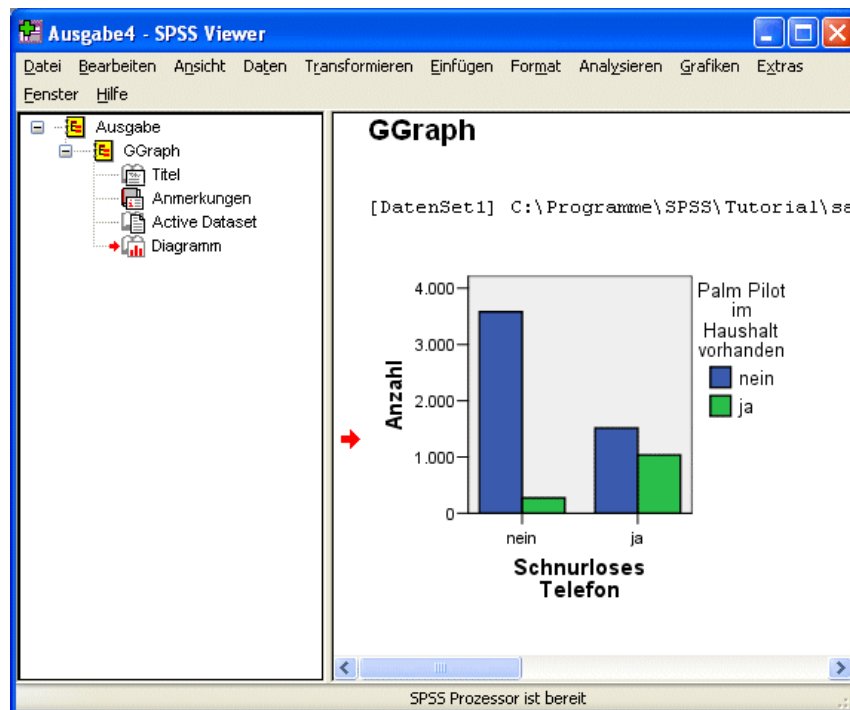 Ausgabe4 - SPSS Viewer
Datei Bearbeiten Ansicht Daten Transformieren Einfügen Format Analysieren Grafiken Extras
Fenster Hilfe
Ausgabe
GGraph
Titel
Anmerkungen
Active Dataset
Diagramm
GGraph
[DatenSet1] C:\Programme\SPSS\Tutorial\sa
4.000
3.000
2.000
1.000
0
Anzahl
nein
ja
Schnurloses
Telefon
Palm Pilot
im
Haushalt
vorhanden
nein
ja
SPSS Prozessor ist bereit